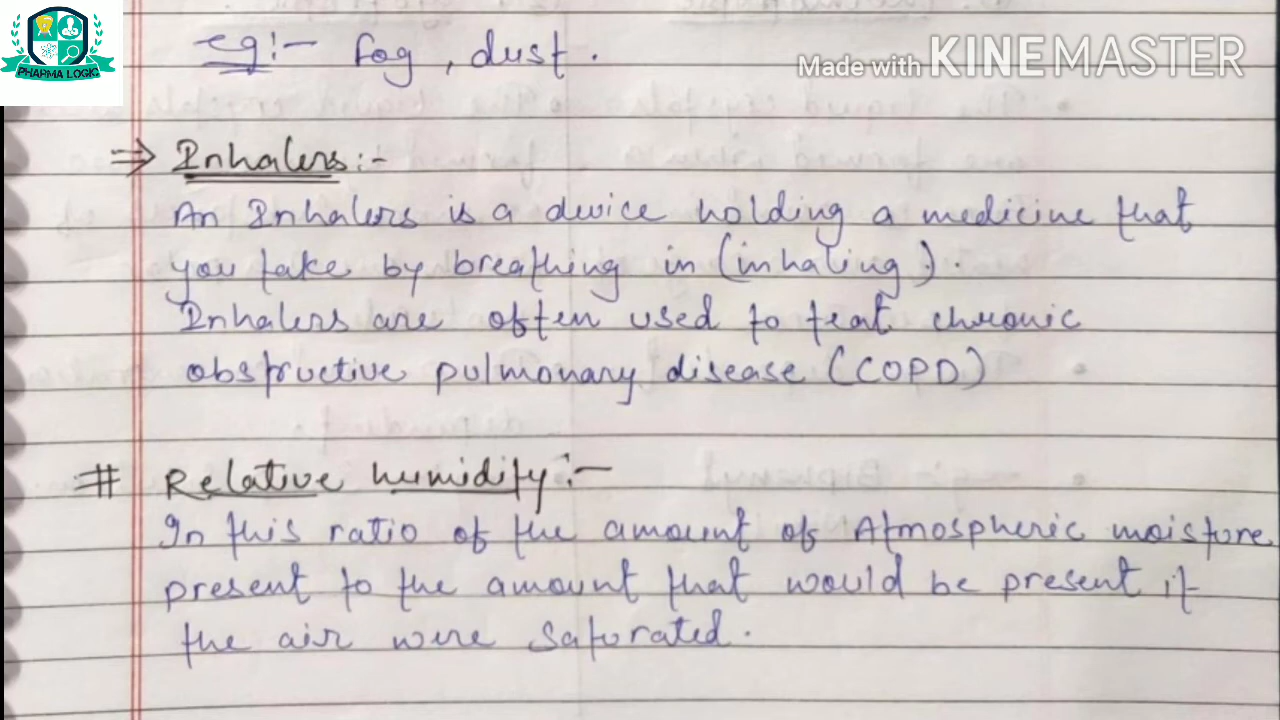 eg:- Fog, dust.
PHARMA LOGIC
Made with KINEMASTER
⇒ Inhalers:-
An Inhalers is a device holding a medicine that
you take by breathing in (inhaling).
Inhalers are often used to teat chronic
obstructive pulmonary disease (COPD)
# Relative humidity:-
In this ratio of the amount of Atmospheric moisture
present to the amount that would be present if
the air were saturated.